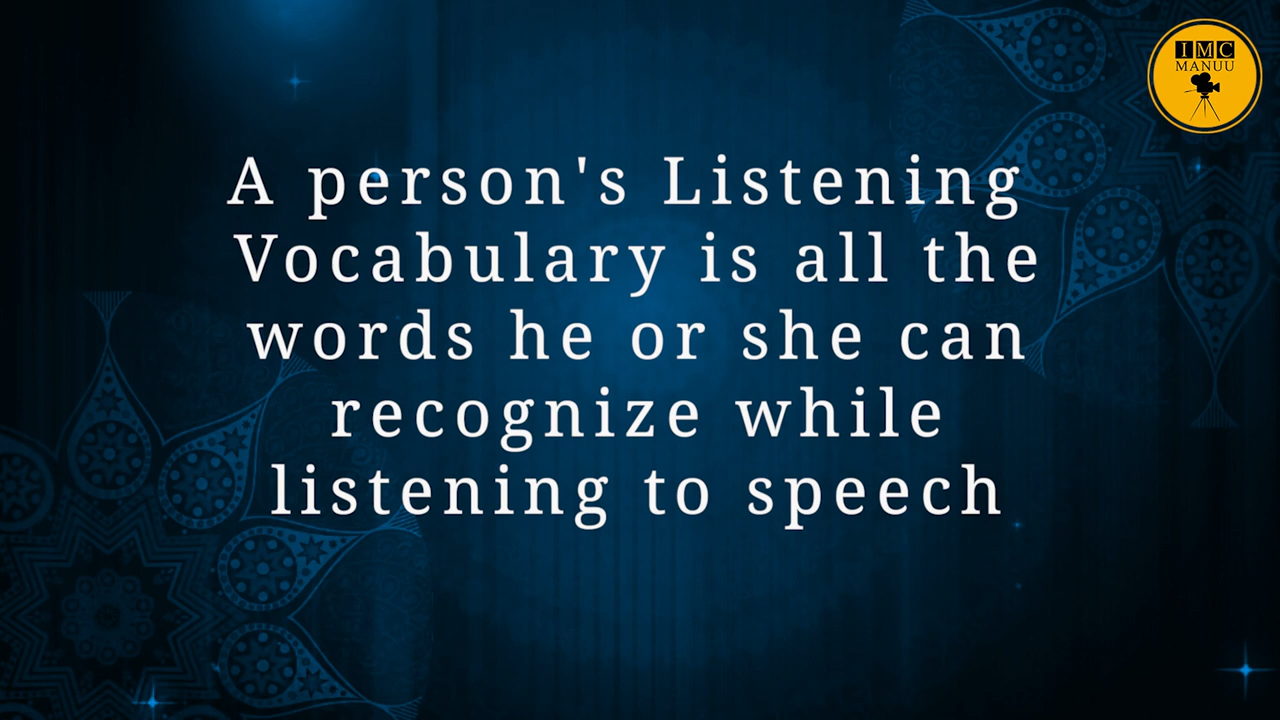 IMC
MANUU
A person's Listening
Vocabulary is all the
words he or she can
recognize while
listening to speech